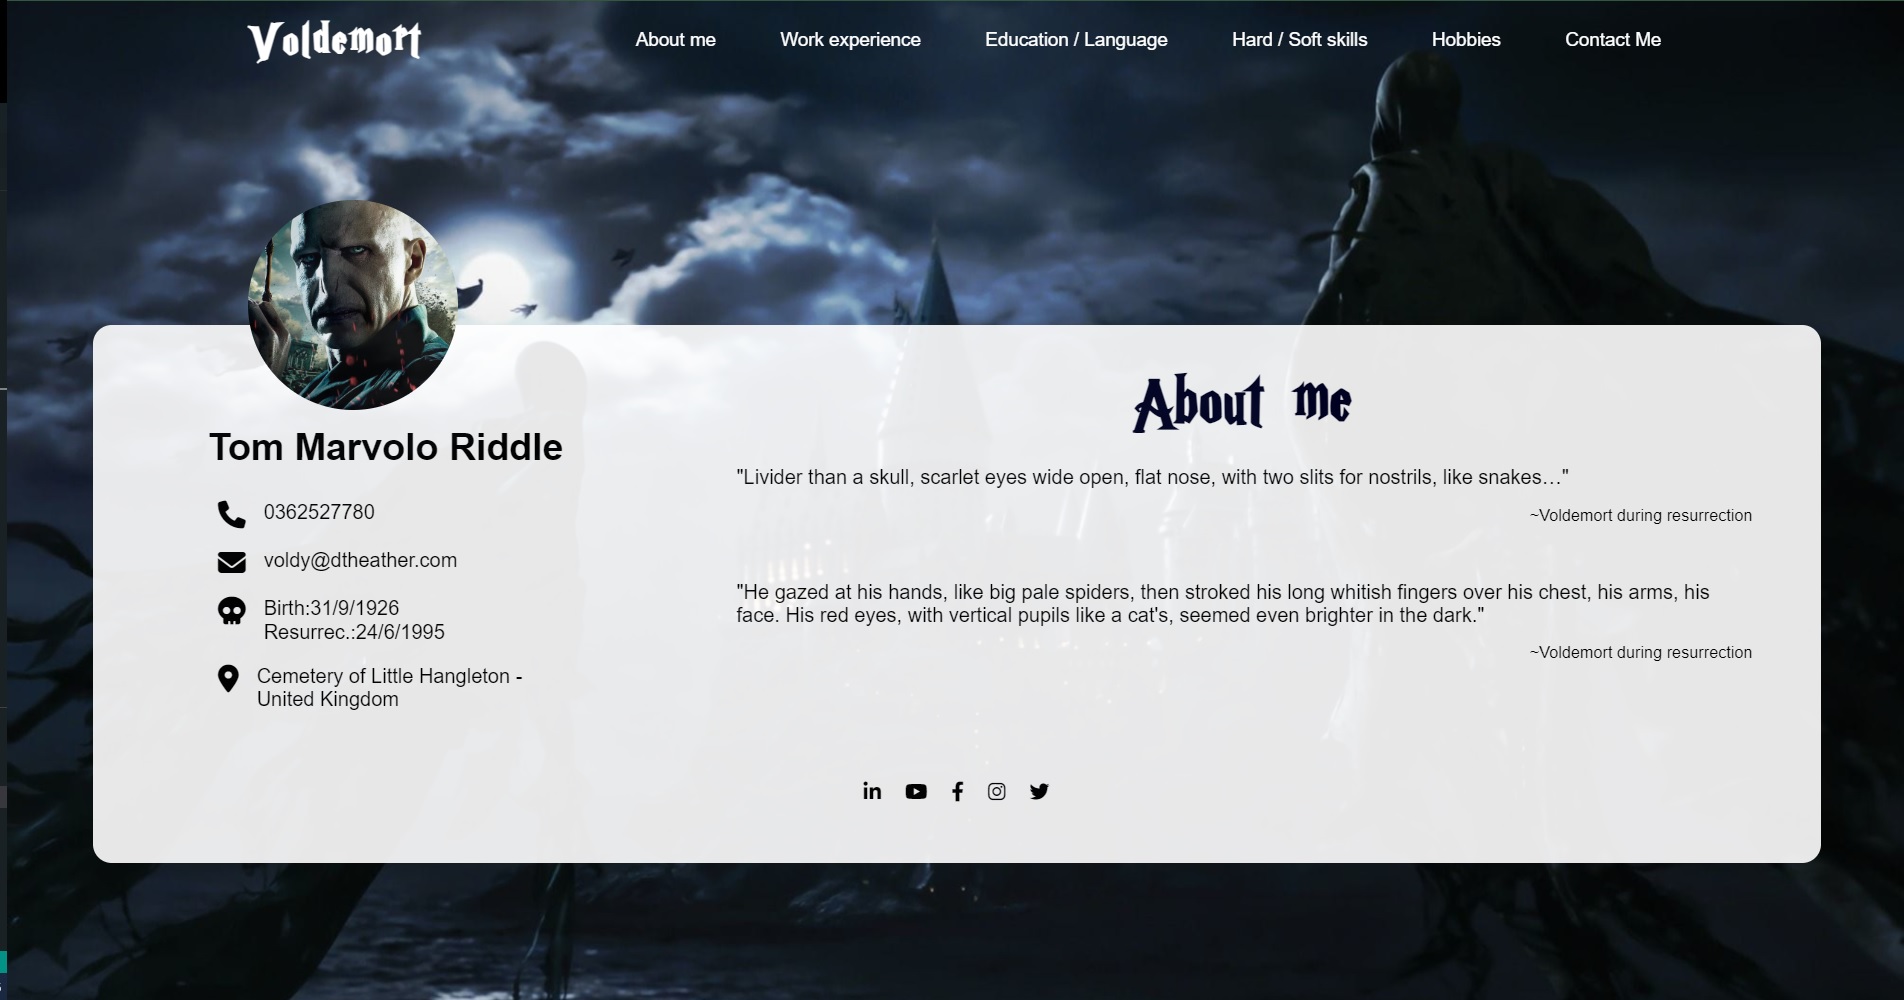 Voldemort
About me
Work experience
Education / Language
Hard / Soft skills
Hobbies
Contact Me
Tom Marvolo Riddle
0362527780
voldy@dtheather.com
Birth:31/9/1926
Resurrec.:24/6/1995
Cemetery of Little Hangleton -
United Kingdom
About me
"Livider than a skull, scarlet eyes wide open, flat nose, with two slits for nostrils, like snakes…"
~Voldemort during resurrection
"He gazed at his hands, like big pale spiders, then stroked his long whitish fingers over his chest, his arms, his
face. His red eyes, with vertical pupils like a cat's, seemed even brighter in the dark."
~Voldemort during resurrection